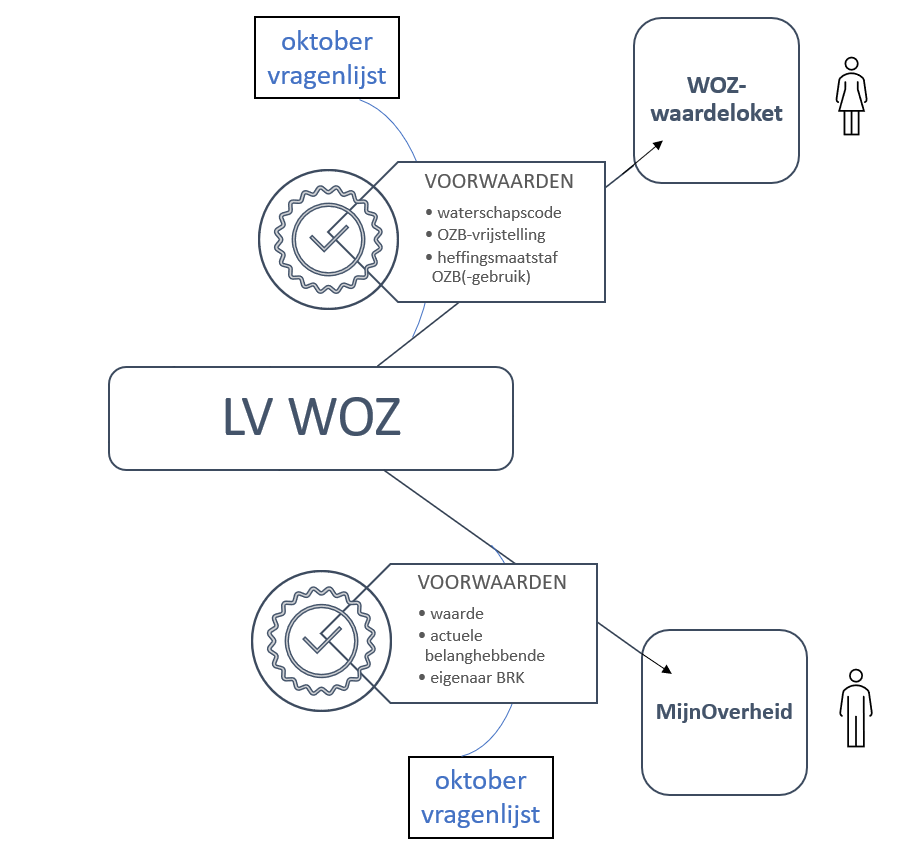 oktober
vragenlijst
WOZ-
waardeloket
VOORWAARDEN
• waterschapscode
• OZB-vrijstelling
• heffingsmaatstaf
OZB(-gebruik)
LV WOZ
VOORWAARDEN
• waarde
• actuele
belanghebbende
• eigenaar BRK
MijnOverheid
oktober
vragenlijst